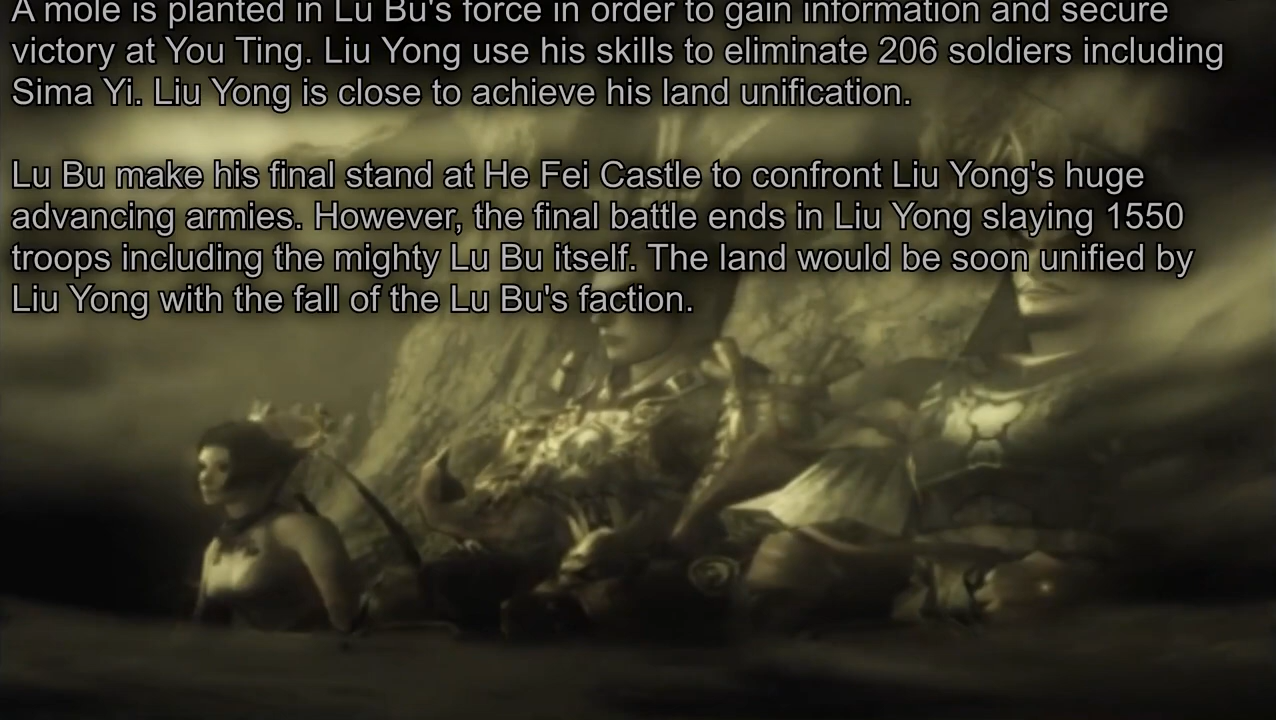 A mole is planted in Lu Bu's force in order to gain information and secure
victory at You Ting. Liu Yong use his skills to eliminate 206 soldiers including
Sima Yi. Liu Yong is close to achieve his land unification.
Lu Bu make his final stand at He Fei Castle to confront Liu Yong's huge
advancing armies. However, the final battle ends in Liu Yong slaying 1550
troops including the mighty Lu Bu itself. The land would be soon unified by
Liu Yong with the fall of the Lu Bu's faction.